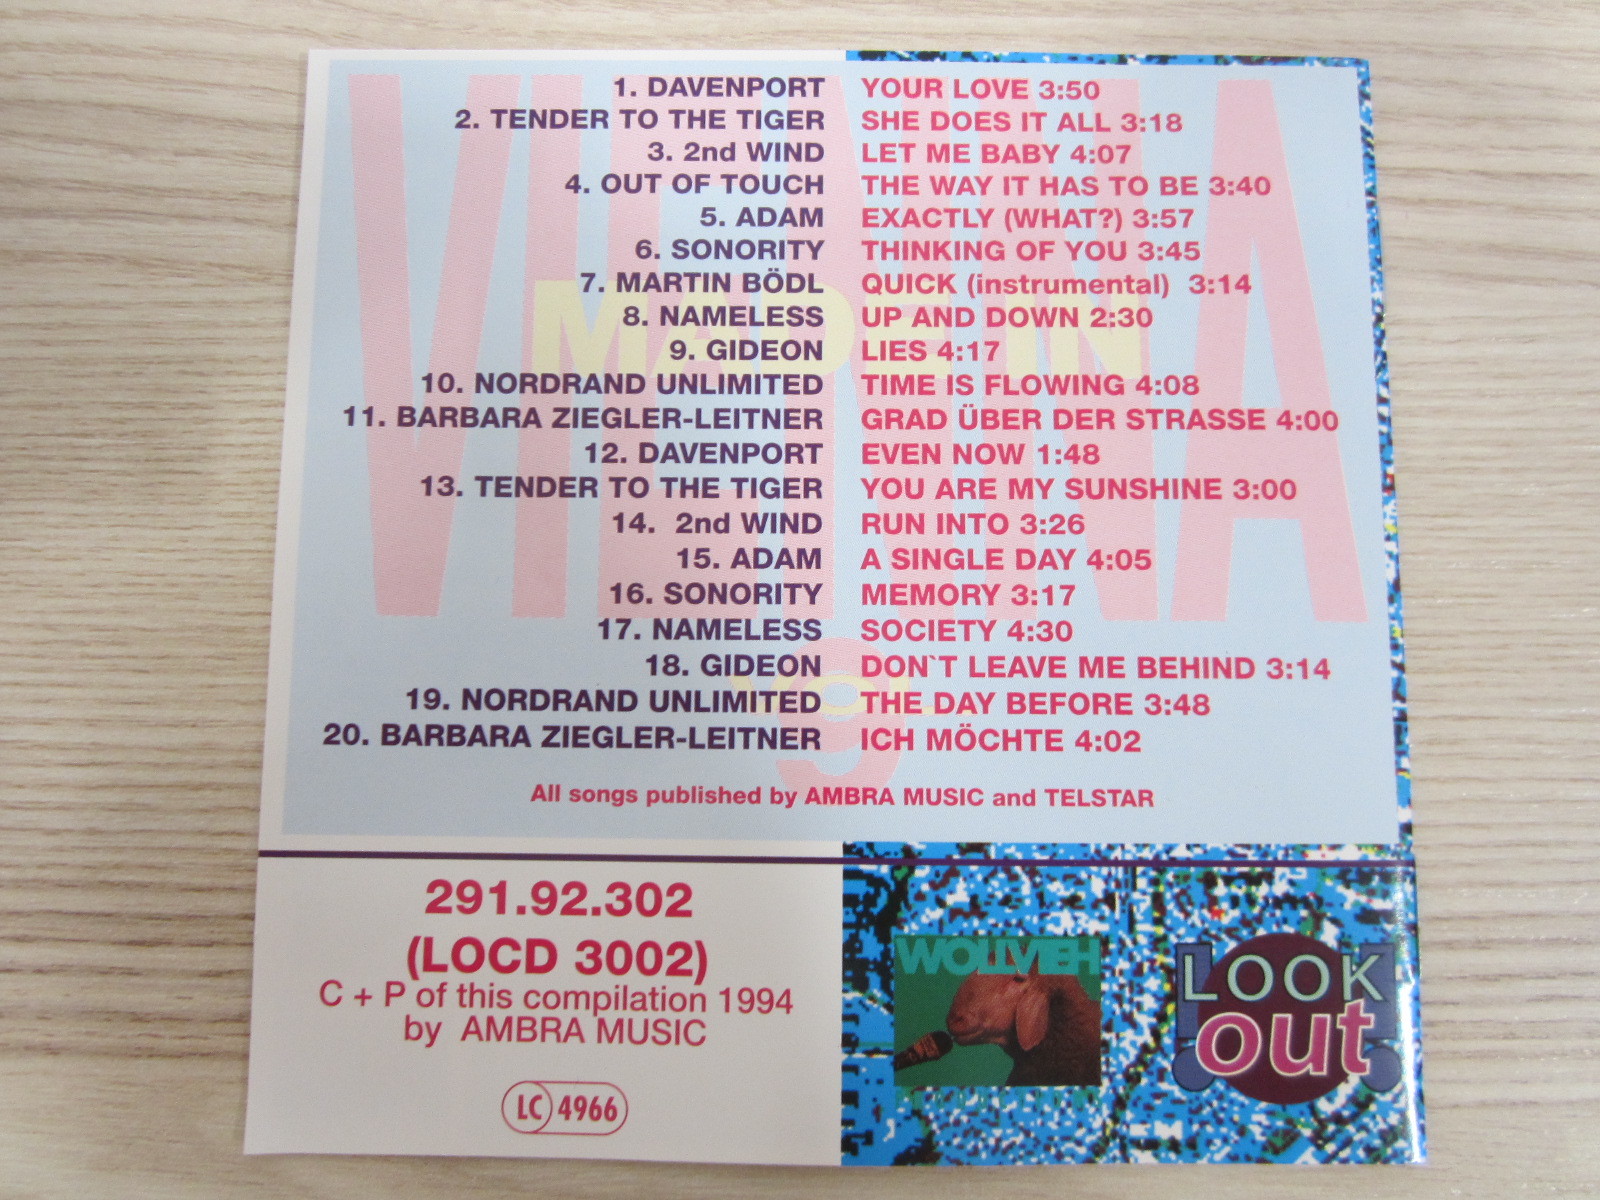 1. DAVENPORT YOUR LOVE 3:50
2. TENDER TO THE TIGER SHE DOES IT ALL 3:18
3. 2nd WIND LET ME BABY 4:07
4. OUT OF TOUCH THE WAY IT HAS TO BE 3:40
5. ADAM EXACTLY (WHAT?) 3:57
6. SONORITY THINKING OF YOU 3:45
7. MARTIN BÖDL QUICK (instrumental) 3:14
8. NAMELESS UP AND DOWN 2:30
9. GIDEON LIES 4:17
10. NORDRAND UNLIMITED TIME IS FLOWING 4:08
11. BARBARA ZIEGLER-LEITNER GRAD ÜBER DER STRASSE 4:00
12. DAVENPORT EVEN NOW 1:48
13. TENDER TO THE TIGER YOU ARE MY SUNSHINE 3:00
14. 2nd WIND RUN INTO 3:26
15. ADAM A SINGLE DAY 4:05
16. SONORITY MEMORY 3:17
17. NAMELESS SOCIETY 4:30
18. GIDEON DON`T LEAVE ME BEHIND 3:14
19. NORDRAND UNLIMITED THE DAY BEFORE 3:48
20. BARBARA ZIEGLER-LEITNER ICH MÖCHTE 4:02
VIENNA
MADE IN
VOL
9
All songs published by AMBRA MUSIC and TELSTAR
291.92.302
(LOCD 3002)
C + P of this compilation 1994
by AMBRA MUSIC
LC 4966
WOLLVIEH
LOOK
out